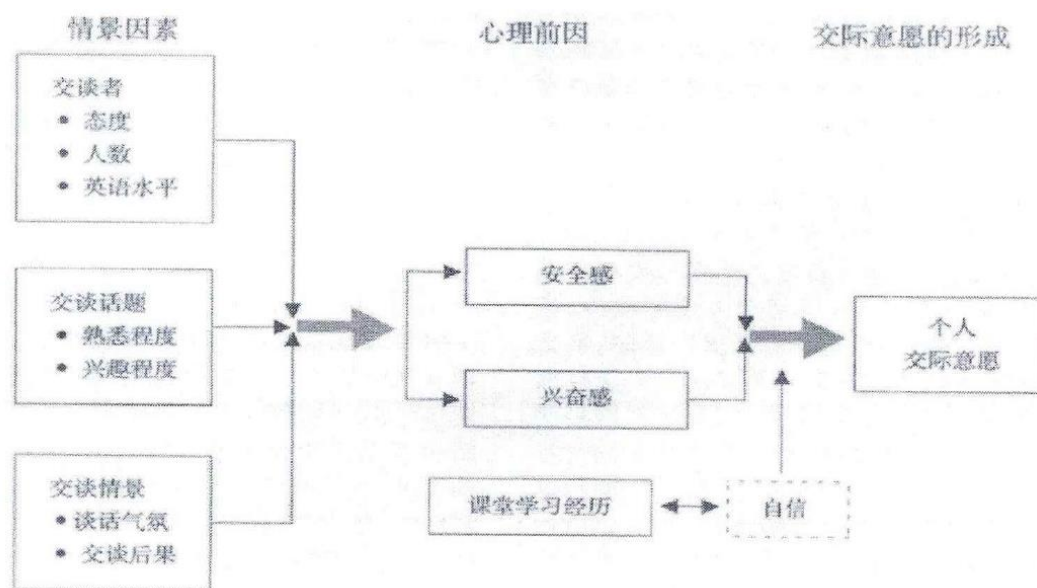 情景因素
心理前因
交际意愿的形成
交谈者
• 态度
• 人数
• 英语水平
交谈话题
• 熟悉程度
• 兴趣程度
交谈情景
•谈话气氛
• 交谈后果
安全感
兴奋感
课堂学习经历
自信
个人
交际意愿